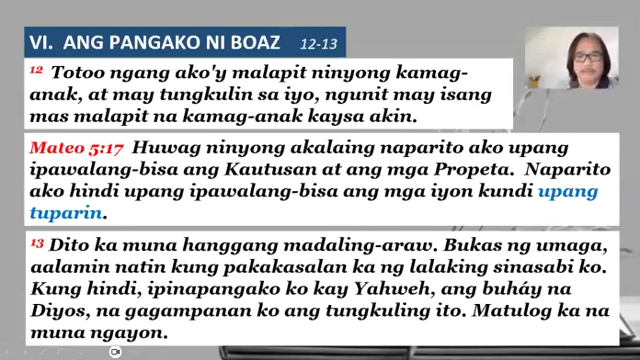 VI. ANG PANGAKO NI BOAZ 12-13
12 Totoo ngang ako'y malapit ninyong kamag-
anak, at may tungkulin sa iyo, ngunit may isang
mas malapit na kamag-anak kaysa akin.
Mateo 5:17 Huwag ninyong akalaing naparito ako upang
ipawalang-bisa ang Kautusan at ang mga Propeta. Naparito
ako hindi upang ipawalang-bisa ang mga iyon kundi upang
tuparin.
13 Dito ka muna hanggang madaling-araw. Bukas ng umaga,
aalamin natin kung pakakasalan ka ng lalaking sinasabi ko.
Kung hindi, ipinapangako ko kay Yahweh, ang buháy na
Diyos, na gagampanan ko ang tungkuling ito. Matulog ka na
muna ngayon.